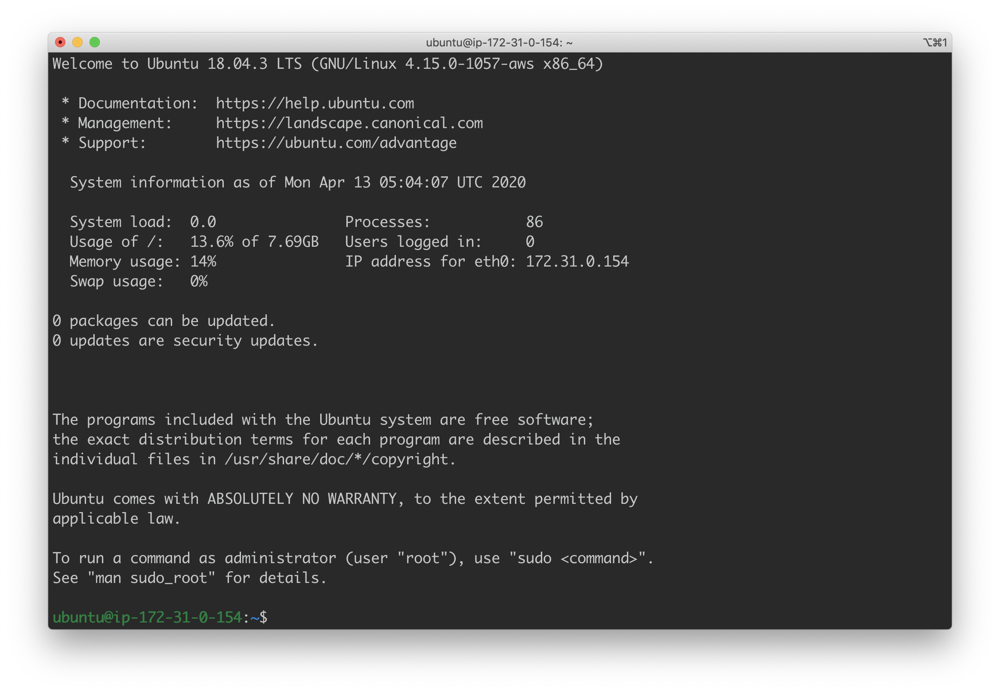 ubuntu@ip-172-31-0-154: ~ ⌥⌘1
Welcome to Ubuntu 18.04.3 LTS (GNU/Linux 4.15.0-1057-aws x86_64)
* Documentation:  https://help.ubuntu.com
* Management:     https://landscape.canonical.com
* Support:        https://ubuntu.com/advantage
System information as of Mon Apr 13 05:04:07 UTC 2020
System load:  0.0               Processes:           86
Usage of /:   13.6% of 7.69GB   Users logged in:     0
Memory usage: 14%               IP address for eth0: 172.31.0.154
Swap usage:   0%
0 packages can be updated.
0 updates are security updates.
The programs included with the Ubuntu system are free software;
the exact distribution terms for each program are described in the
individual files in /usr/share/doc/*/copyright.
Ubuntu comes with ABSOLUTELY NO WARRANTY, to the extent permitted by
applicable law.
To run a command as administrator (user "root"), use "sudo <command>".
See "man sudo_root" for details.
ubuntu@ip-172-31-0-154:~$